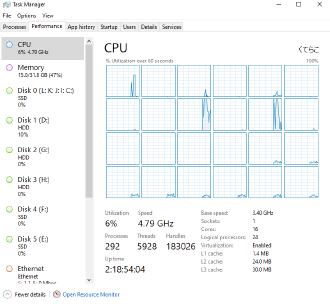 Task Manager
File Options View
Processes Performance App history Startup Users Details Services
CPU
6% 4.79 GHz
Memory
15.0/31.8 GB (47%)
Disk 0 (L: K: J: I: C:)
SSD
0%
Disk 1 (D:)
HDD
10%
Disk 2 (G:)
HDD
0%
Disk 3 (H:)
HDD
0%
Disk 4 (F:)
SSD
0%
Disk 5 (E:)
SSD
0%
Ethernet
Ethernet
CPU
くてらこ
% Utilization over 60 seconds 100%
Utilization Speed
6% 4.79 GHz
Processes Threads Handles
292 5928 183026
Up time
2:18:54:04
Base speed: 3.40 GHz
Sockets: 1
Cores: 16
Logical processors: 24
Virtualization: Enabled
L1 cache: 1.4 MB
L2 cache: 24.0 MB
L3 cache: 30.0 MB
Fewer details Open Resource Monitor